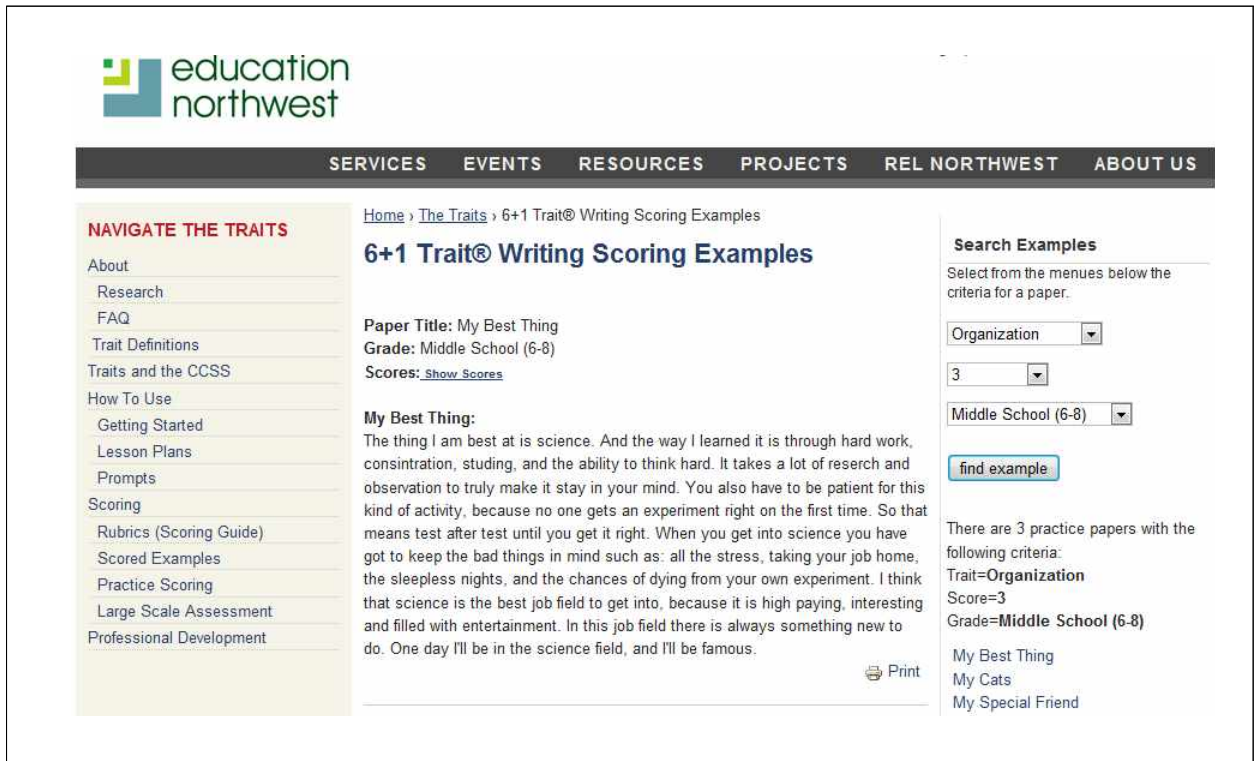 education
northwest
SERVICES EVENTS RESOURCES PROJECTS REL NORTHWEST ABOUT US
NAVIGATE THE TRAITS
About
Research
FAQ
Trait Definitions
Traits and the CCSS
How To Use
Getting Started
Lesson Plans
Prompts
Scoring
Rubrics (Scoring Guide)
Scored Examples
Practice Scoring
Large Scale Assessment
Professional Development
Home › The Traits › 6+1 Trait® Writing Scoring Examples
6+1 Trait® Writing Scoring Examples
Paper Title: My Best Thing
Grade: Middle School (6-8)
Scores: Show Scores
My Best Thing:
The thing I am best at is science. And the way I learned it is through hard work,
consintration, studing, and the ability to think hard. It takes a lot of reserch and
observation to truly make it stay in your mind. You also have to be patient for this
kind of activity, because no one gets an experiment right on the first time. So that
means test after test until you get it right. When you get into science you have
got to keep the bad things in mind such as: all the stress, taking your job home,
the sleepless nights, and the chances of dying from your own experiment. I think
that science is the best job field to get into, because it is high paying, interesting
and filled with entertainment. In this job field there is always something new to
do. One day I'll be in the science field, and I'll be famous.
Print
Search Examples
Select from the menues below the
criteria for a paper.
Organization
3
Middle School (6-8)
find example
There are 3 practice papers with the
following criteria:
Trait=Organization
Score=3
Grade=Middle School (6-8)
My Best Thing
My Cats
My Special Friend